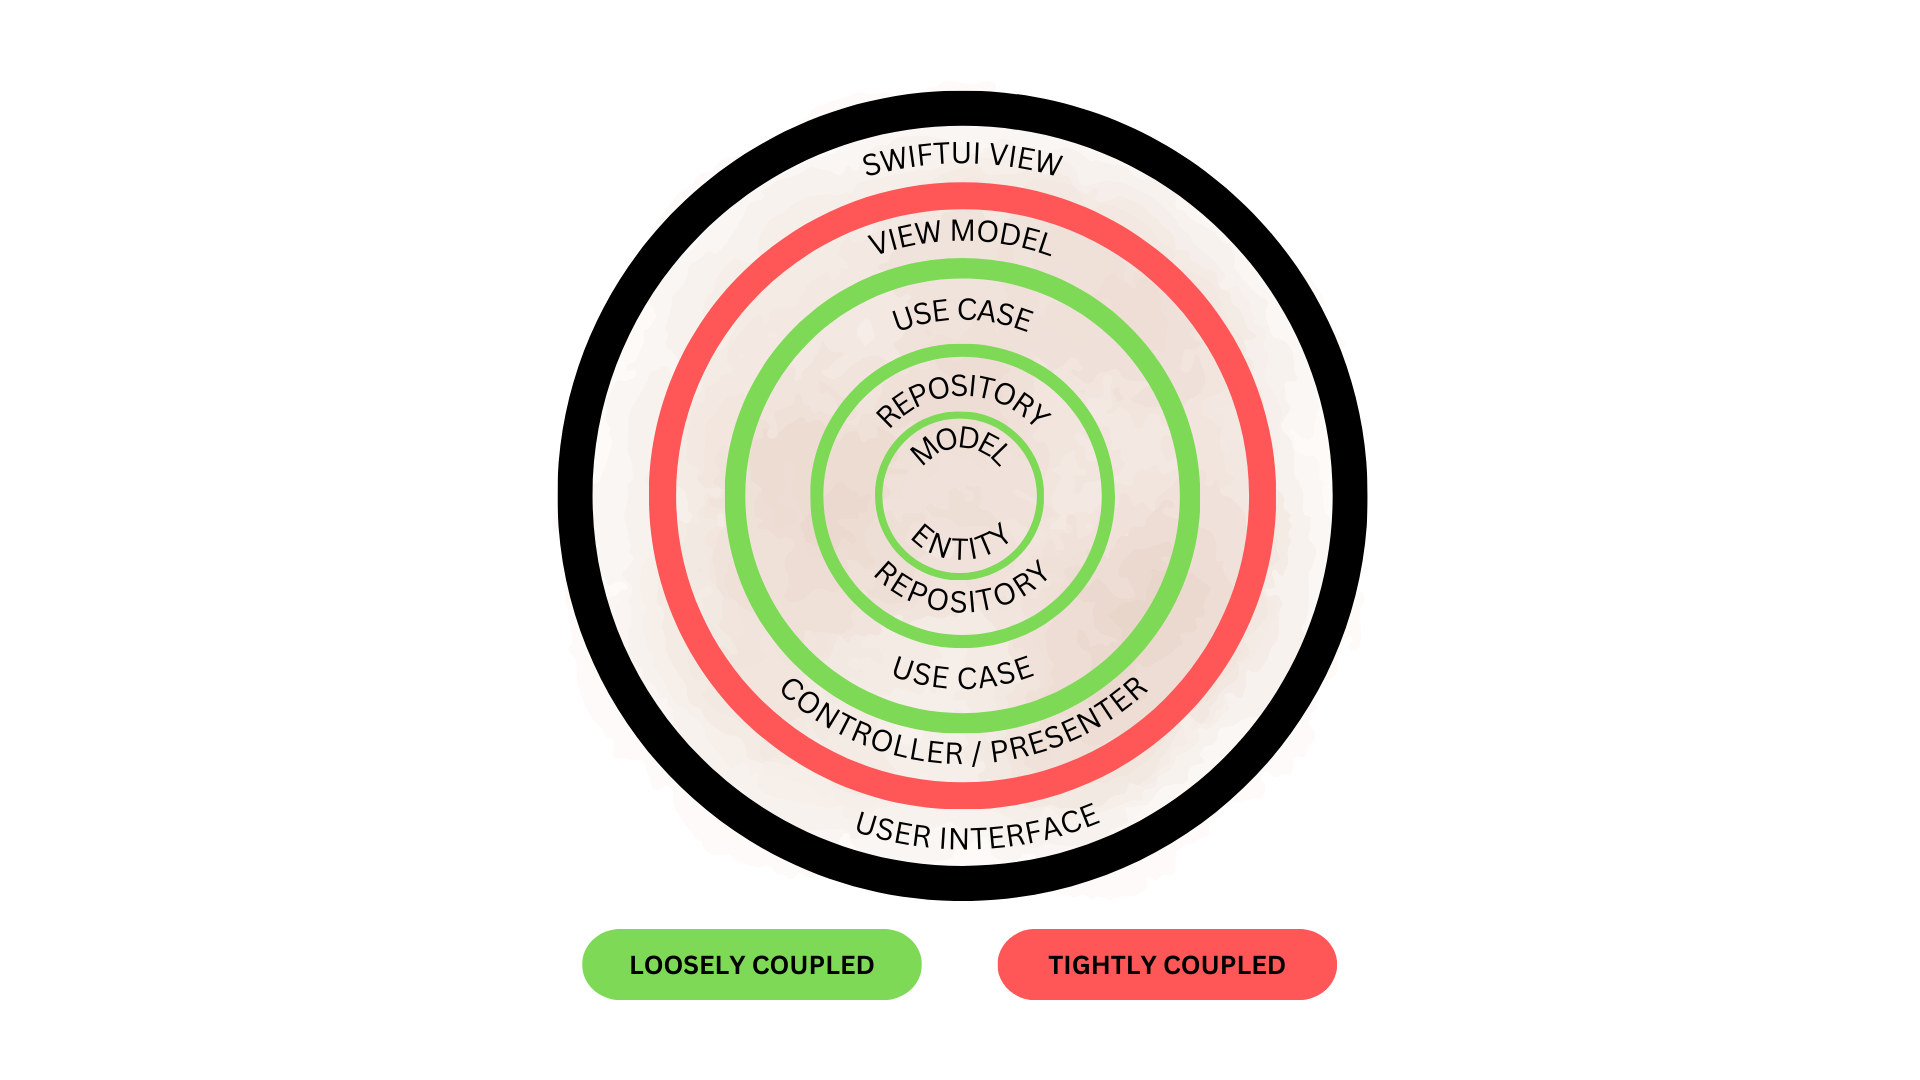 SWIFTUI VIEW
VIEW MODEL
USE CASE
REPOSITORY
MODEL
ENTITY
REPOSITORY
USE CASE
CONTROLLER / PRESENTER
USER INTERFACE
LOOSELY COUPLED
TIGHTLY COUPLED